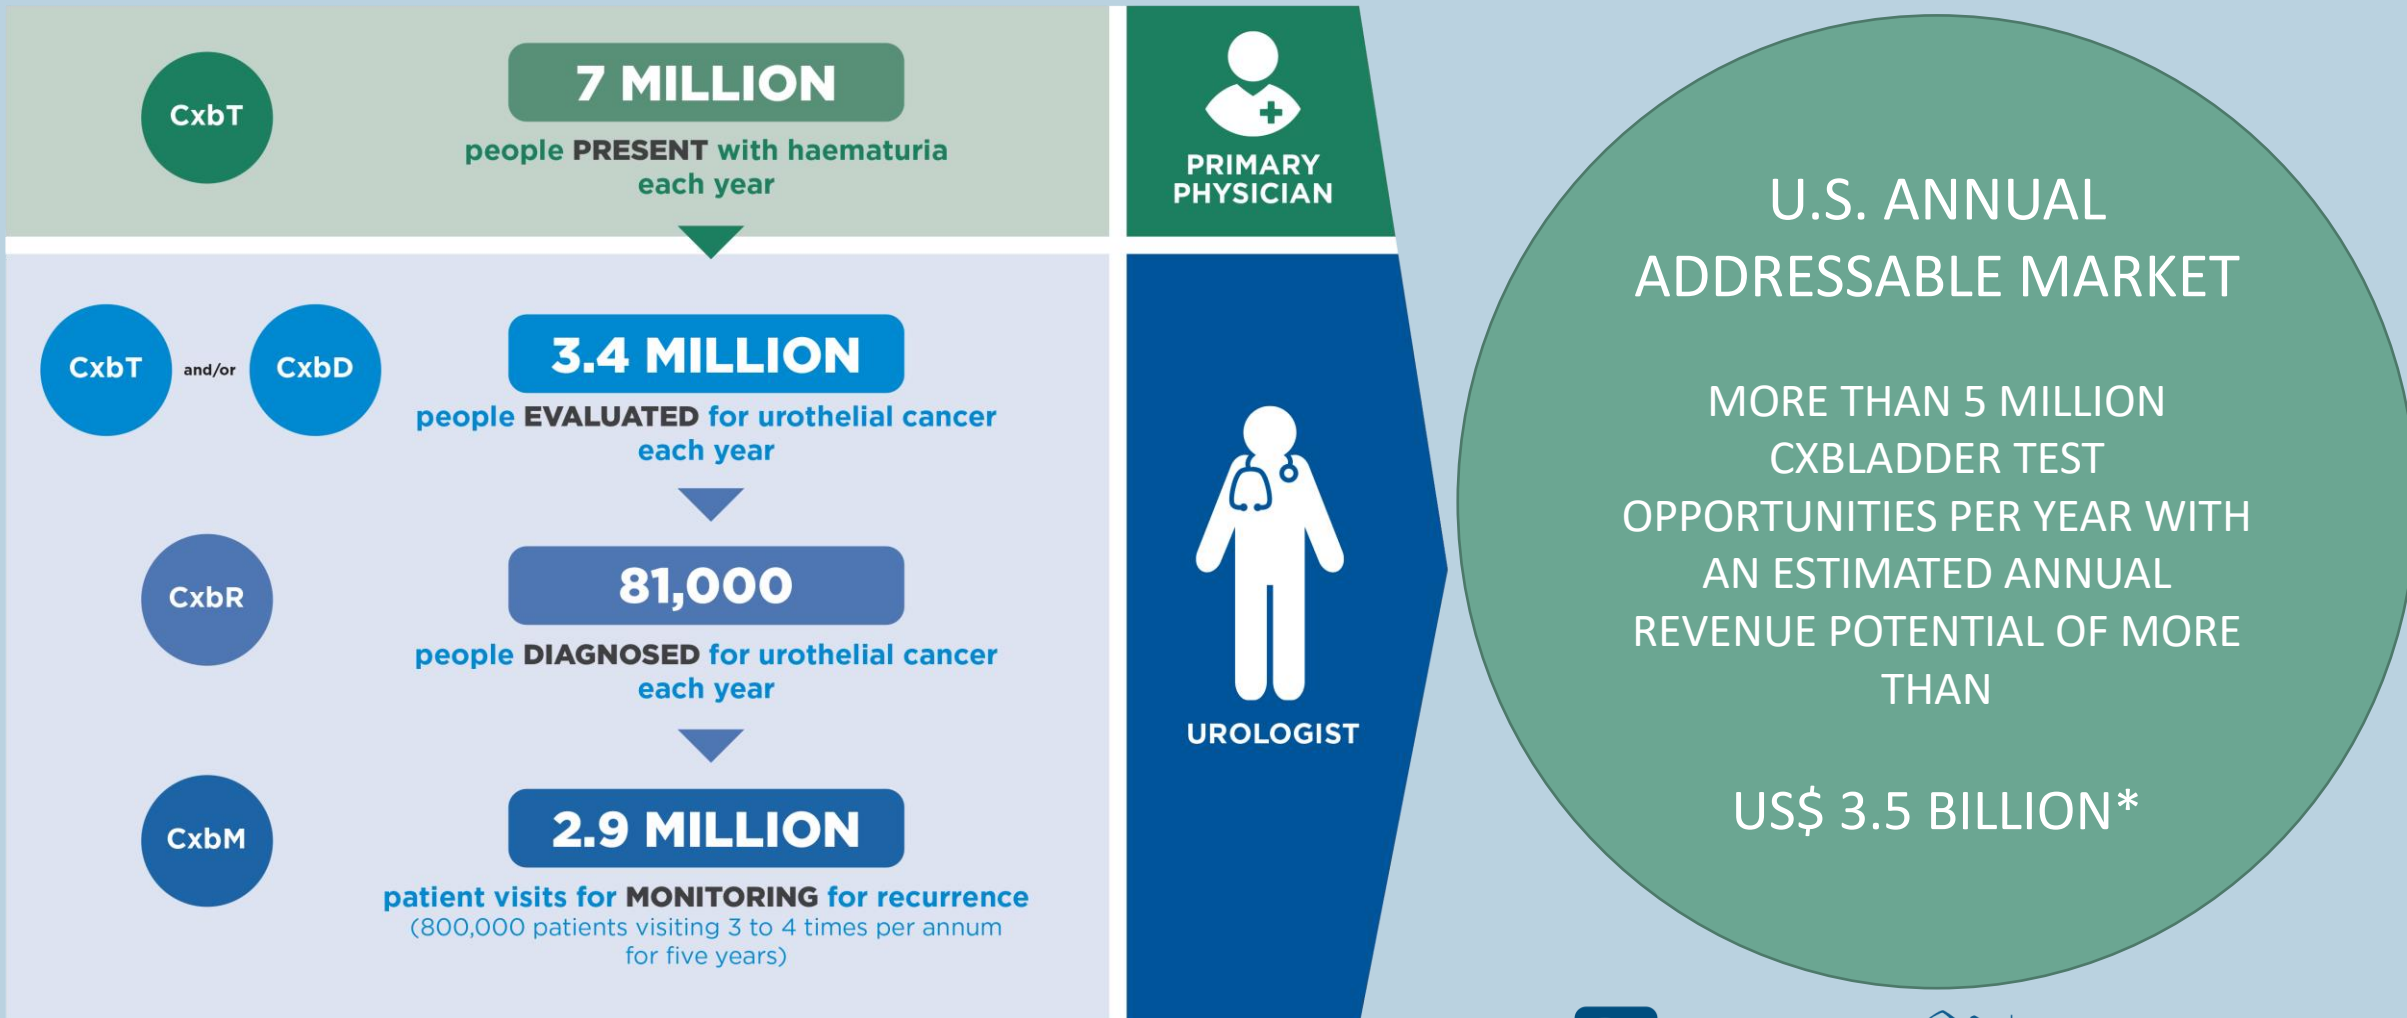 CxbT
7 MILLION
people PRESENT with haematuria
each year
PRIMARY
PHYSICIAN
CxbT
and/or
CxbD
3.4 MILLION
people EVALUATED for urothelial cancer
each year
CxbR
81,000
people DIAGNOSED for urothelial cancer
each year
CxbM
2.9 MILLION
patient visits for MONITORING for recurrence
(800,000 patients visiting 3 to 4 times per annum
for five years)
UROLOGIST
U.S. ANNUAL
ADDRESSABLE MARKET
MORE THAN 5 MILLION
CXBLADDER TEST
OPPORTUNITIES PER YEAR WITH
AN ESTIMATED ANNUAL
REVENUE POTENTIAL OF MORE
THAN
US$ 3.5 BILLION*